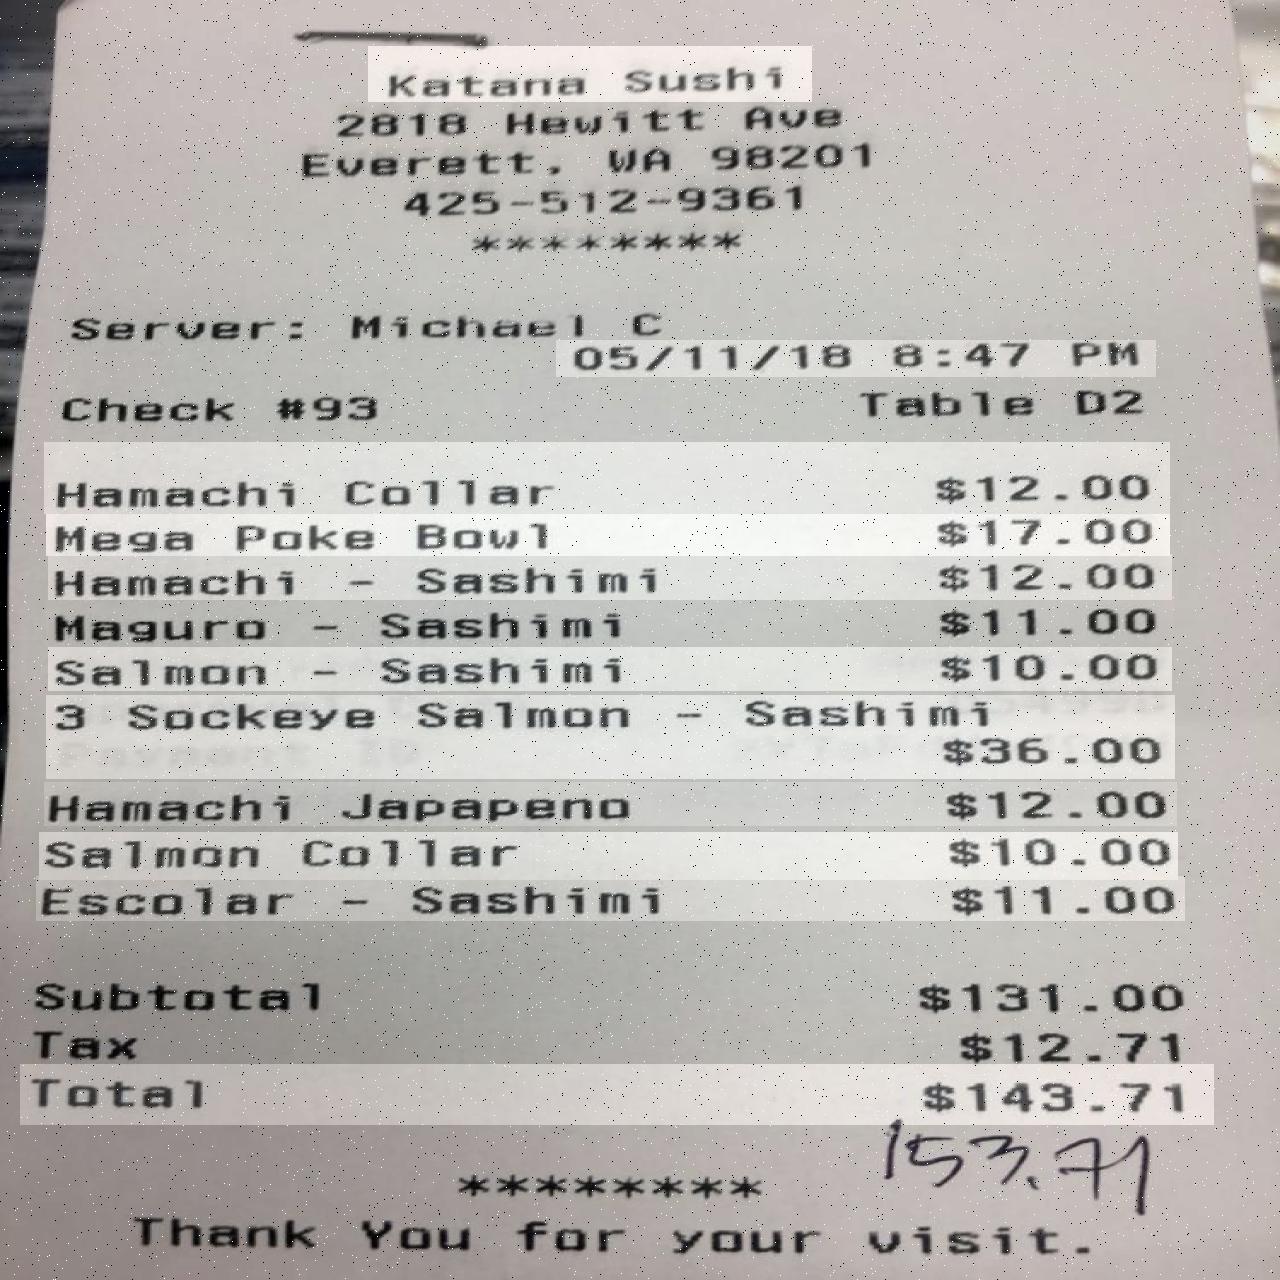 Katana Sushi
2818 Hewitt Ave
Everett, WA 98201
425-512-9361
********
Server: Michael C
05/11/18 8:47 PM
Check #93 Table D2
Hamachi Collar $12.00
Mega Poke Bowl $17.00
Hamachi - Sashimi $12.00
Maguro - Sashimi $11.00
Salmon - Sashimi $10.00
3 Sockeye Salmon - Sashimi
$36.00
Hamachi Japapeno $12.00
Salmon Collar $10.00
Escolar - Sashimi $11.00
Subtotal $131.00
Tax $12.71
Total $143.71
153.71
********
Thank You for your visit.